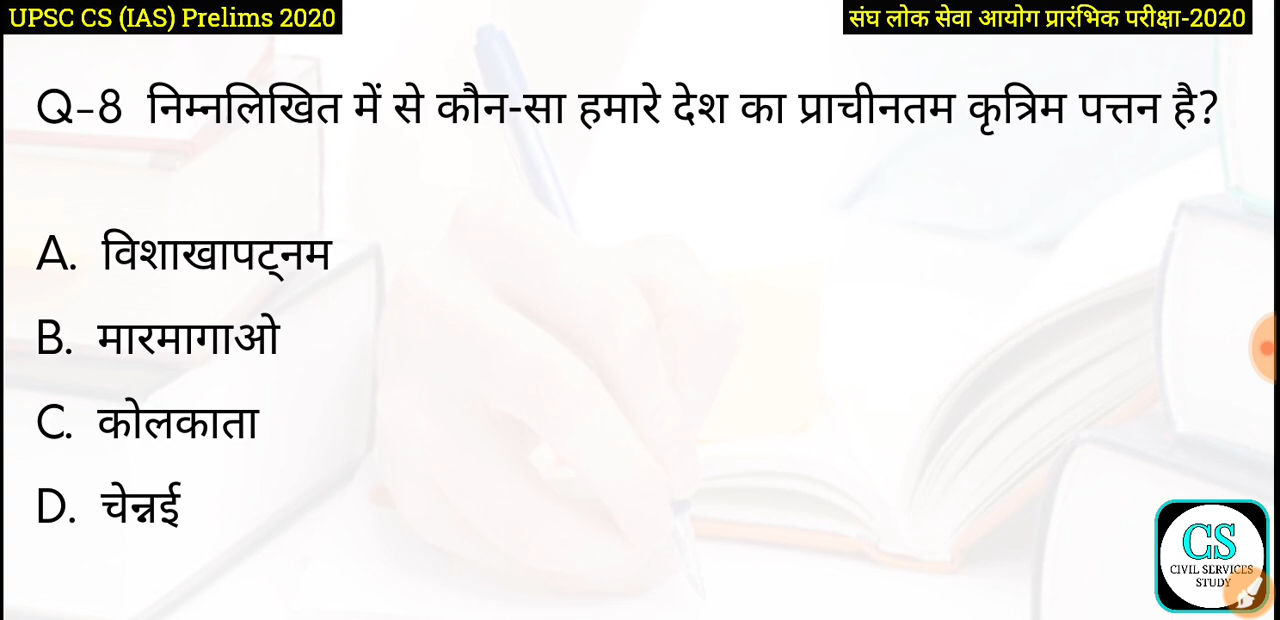 UPSC CS (IAS) Prelims 2020
संघ लोक सेवा आयोग प्रारंभिक परीक्षा-2020
Q-8 निम्नलिखित में से कौन-सा हमारे देश का प्राचीनतम कृत्रिम पत्तन है?
A. विशाखापट्नम
B. मारमागाओ
C. कोलकाता
D. चेन्नई
CS
CIVIL SERVICES
STUDY